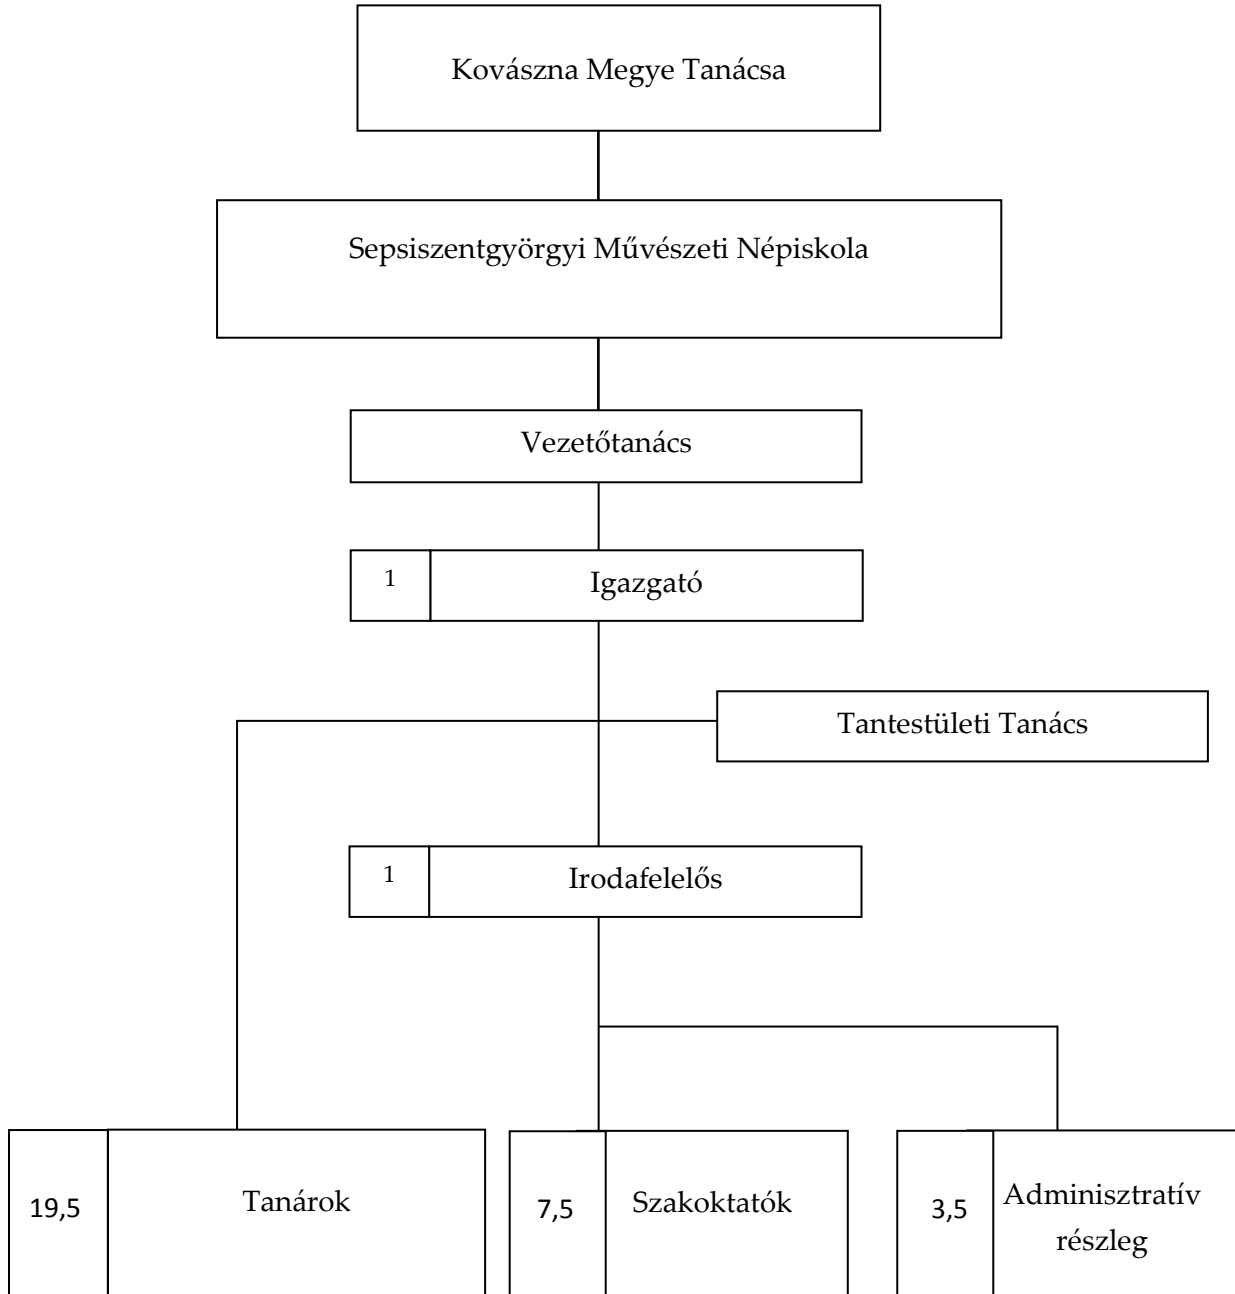 Kovászna Megye Tanácsa
Sepsiszentgyörgyi Művészeti Népiskola
Vezetőtanács
1 Igazgató
Tantestületi Tanács
1 Irodafelelős
19,5 Tanárok
7,5 Szakoktatók
3,5 Adminisztratív
részleg